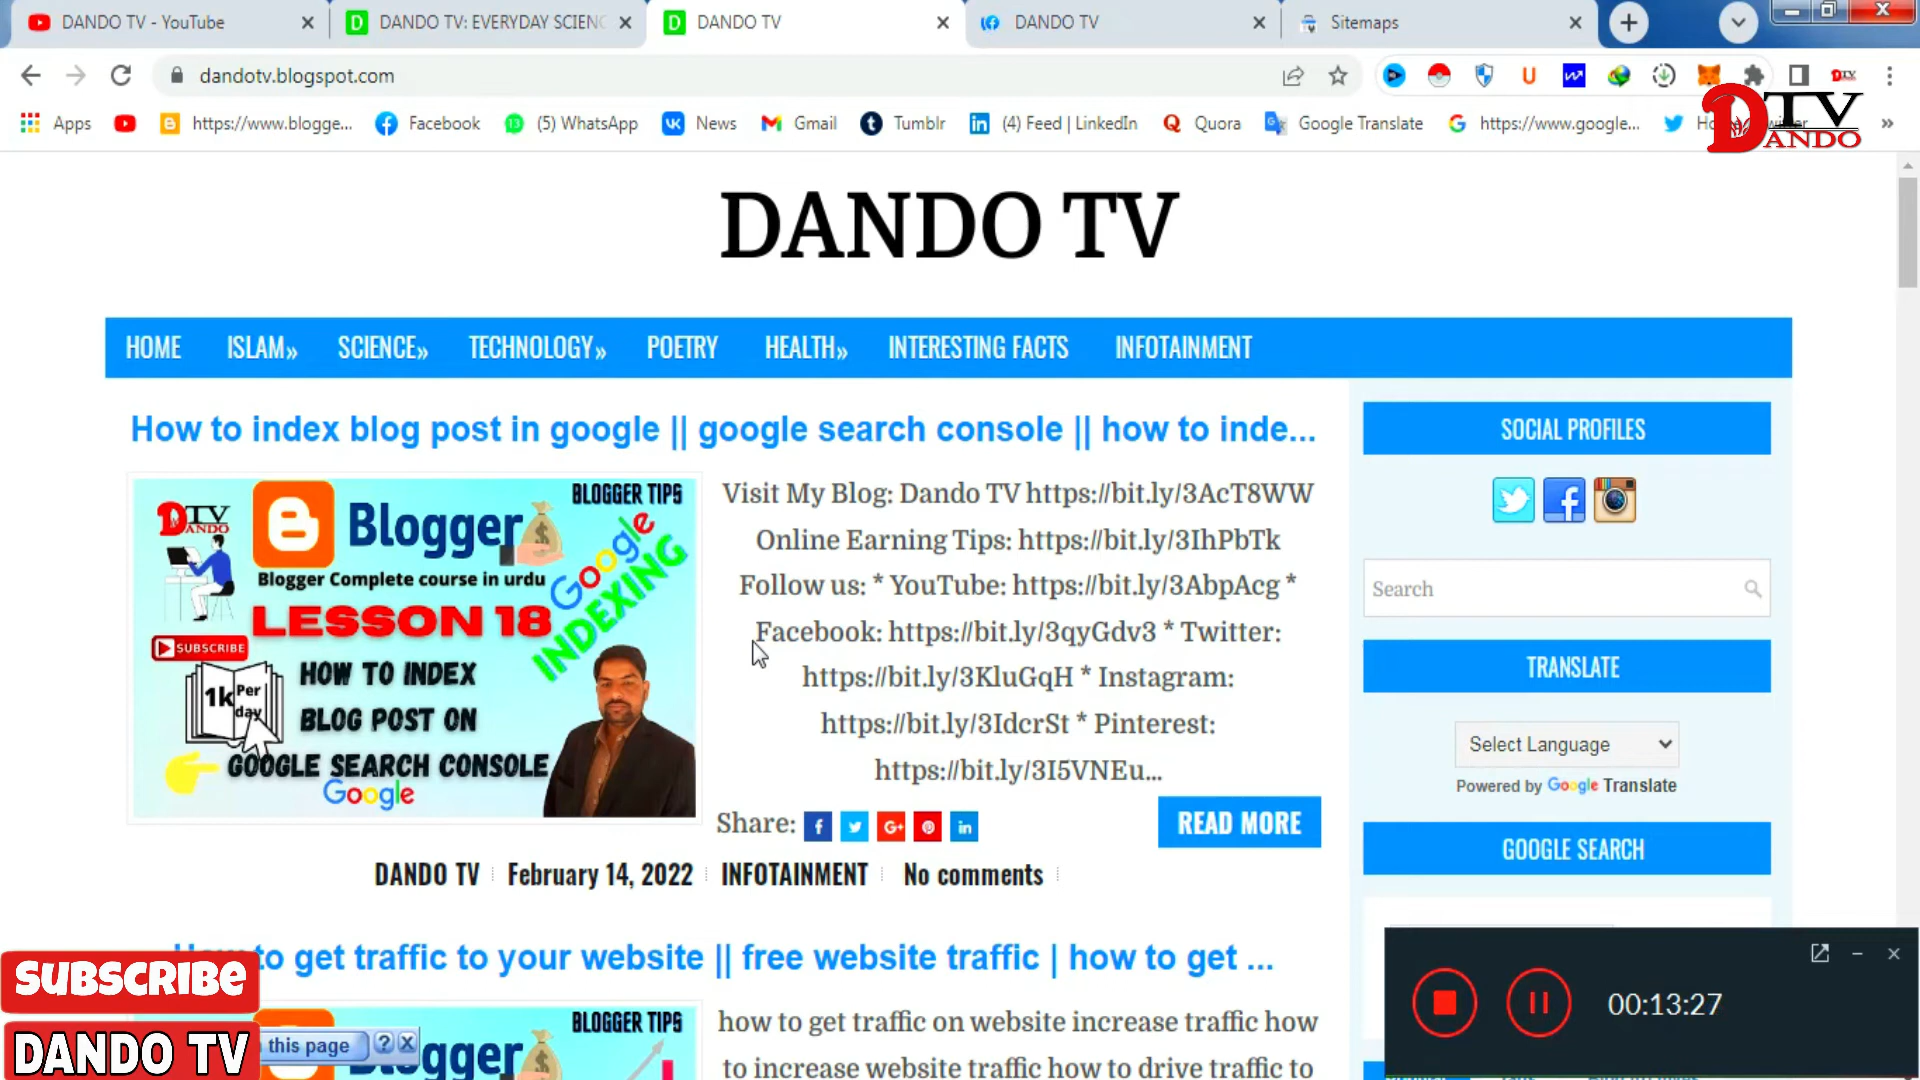 DANDO TV - YouTube
DANDO TV: EVERYDAY SCIENC
DANDO TV
DANDO TV
Sitemaps
dandotv.blogspot.com
DTV
Apps
https://www.blogge...
Facebook
(5) WhatsApp
News
Gmail
Tumblr
(4) Feed | LinkedIn
Quora
Google Translate
https://www.google...
DTV
ANDO
DANDO TV
HOME
ISLAM»
SCIENCE»
TECHNOLOGY»
POETRY
HEALTH»
INTERESTING FACTS
INFOTAINMENT
How to index blog post in google || google search console || how to inde...
DTV
ANDO
Blogger
BLOGGER TIPS
Blogger Complete course in urdu
Google
INDEXING
LESSON 18
SUBSCRIBE
1k Per day
HOW TO INDEX
BLOG POST ON
GOOGLE SEARCH CONSOLE
Google
Visit My Blog: Dando TV https://bit.ly/3AcT8WW
Online Earning Tips: https://bit.ly/3IhPbTk
Follow us: * YouTube: https://bit.ly/3AbpAcg *
Facebook: https://bit.ly/3qyGdv3 * Twitter:
https://bit.ly/3KluGqH * Instagram:
https://bit.ly/3IdcrSt * Pinterest:
https://bit.ly/3I5VNEu...
Share:
READ MORE
DANDO TV
February 14, 2022
INFOTAINMENT
No comments
SOCIAL PROFILES
Search
TRANSLATE
Select Language
Powered by Google Translate
GOOGLE SEARCH
to get traffic to your website || free website traffic | how to get ...
BLOGGER TIPS
how to get traffic on website increase traffic how
to increase website traffic how to drive traffic to
SUBSCRIBE
DANDO TV
this page
00:13:27